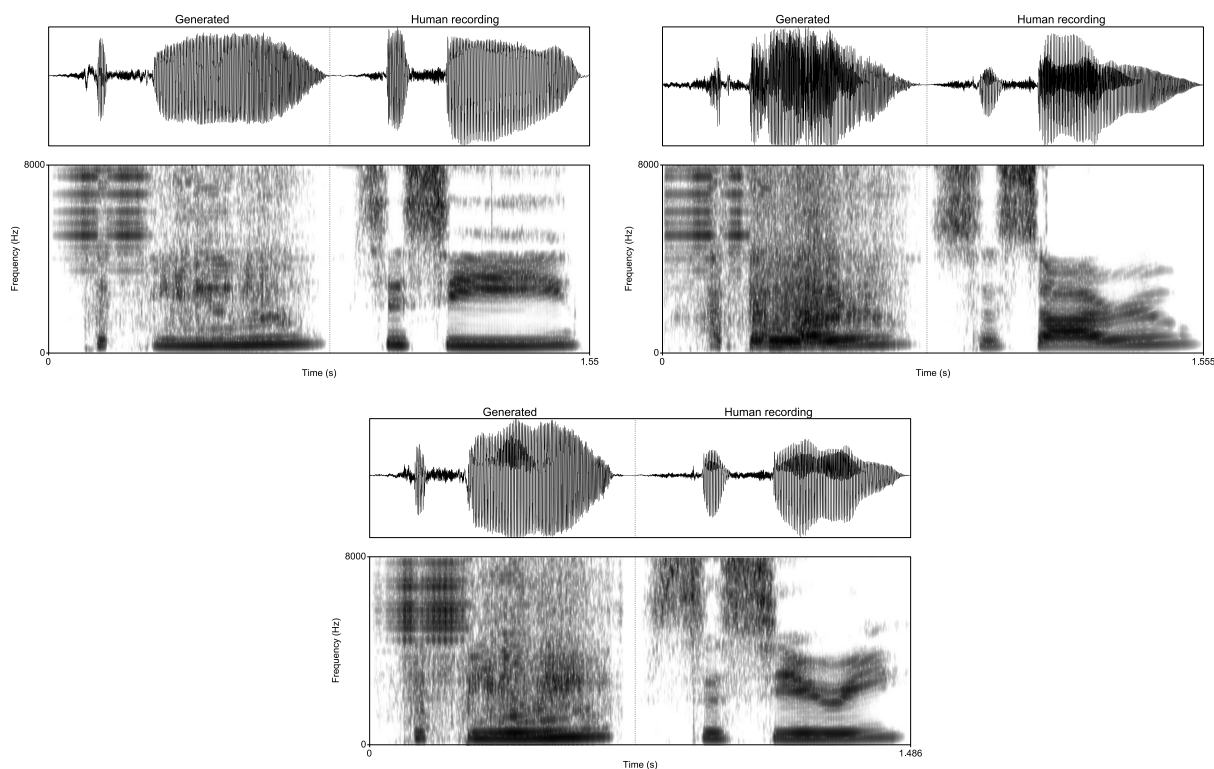 Generated Human recording
8000
Frequency (Hz)
0
0 1.55
Time (s)
Generated Human recording
8000
Frequency (Hz)
0
0 1.555
Time (s)
Generated Human recording
8000
Frequency (Hz)
0
0 1.486
Time (s)